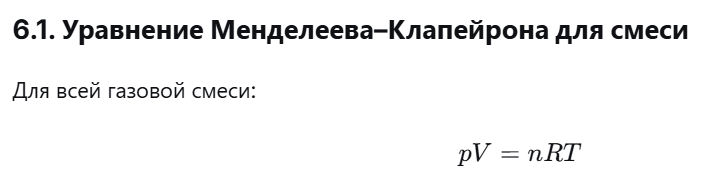 6.1. Уравнение Менделеева–Клапейрона для смеси
Для всей газовой смеси:
pV = nRT